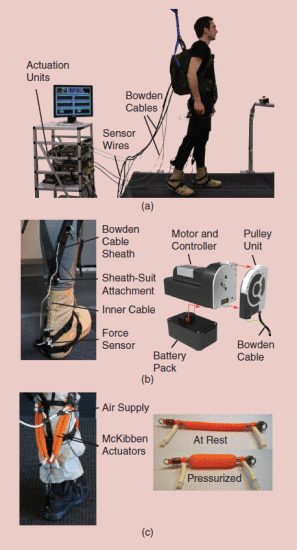 Actuation
Units
Bowden
Cables
Sensor
Wires
(a)
Bowden
Cable
Sheath
Motor and
Controller
Pulley
Unit
Sheath-Suit
Attachment
Inner Cable
Force
Sensor
Battery
Pack
Bowden
Cable
(b)
Air Supply
McKibben
Actuators
At Rest
Pressurized
(c)